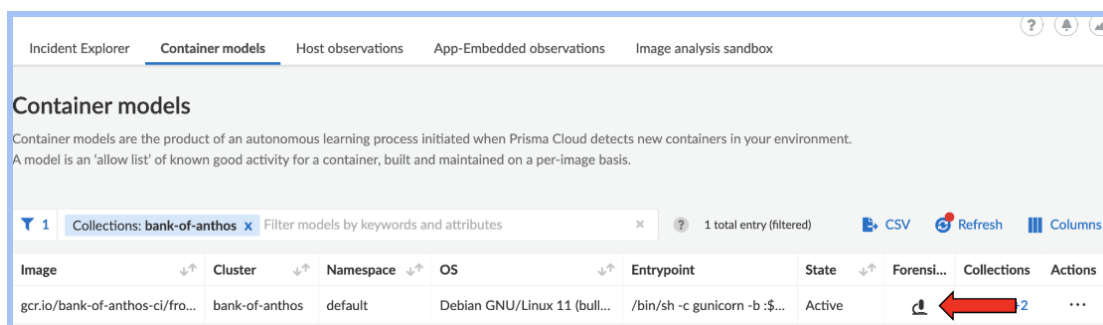 ?
Incident Explorer Container models Host observations App-Embedded observations Image analysis sandbox
Container models
Container models are the product of an autonomous learning process initiated when Prisma Cloud detects new containers in your environment.
A model is an 'allow list' of known good activity for a container, built and maintained on a per-image basis.
1 Collections: bank-of-anthos x Filter models by keywords and attributes × ? 1 total entry (filtered) CSV Refresh Columns
Image Cluster Namespace OS Entrypoint State Forensi... Collections Actions
gcr.io/bank-of-anthos-ci/fro... bank-of-anthos default Debian GNU/Linux 11 (bull... /bin/sh -c gunicorn -b :$... Active +2 ...